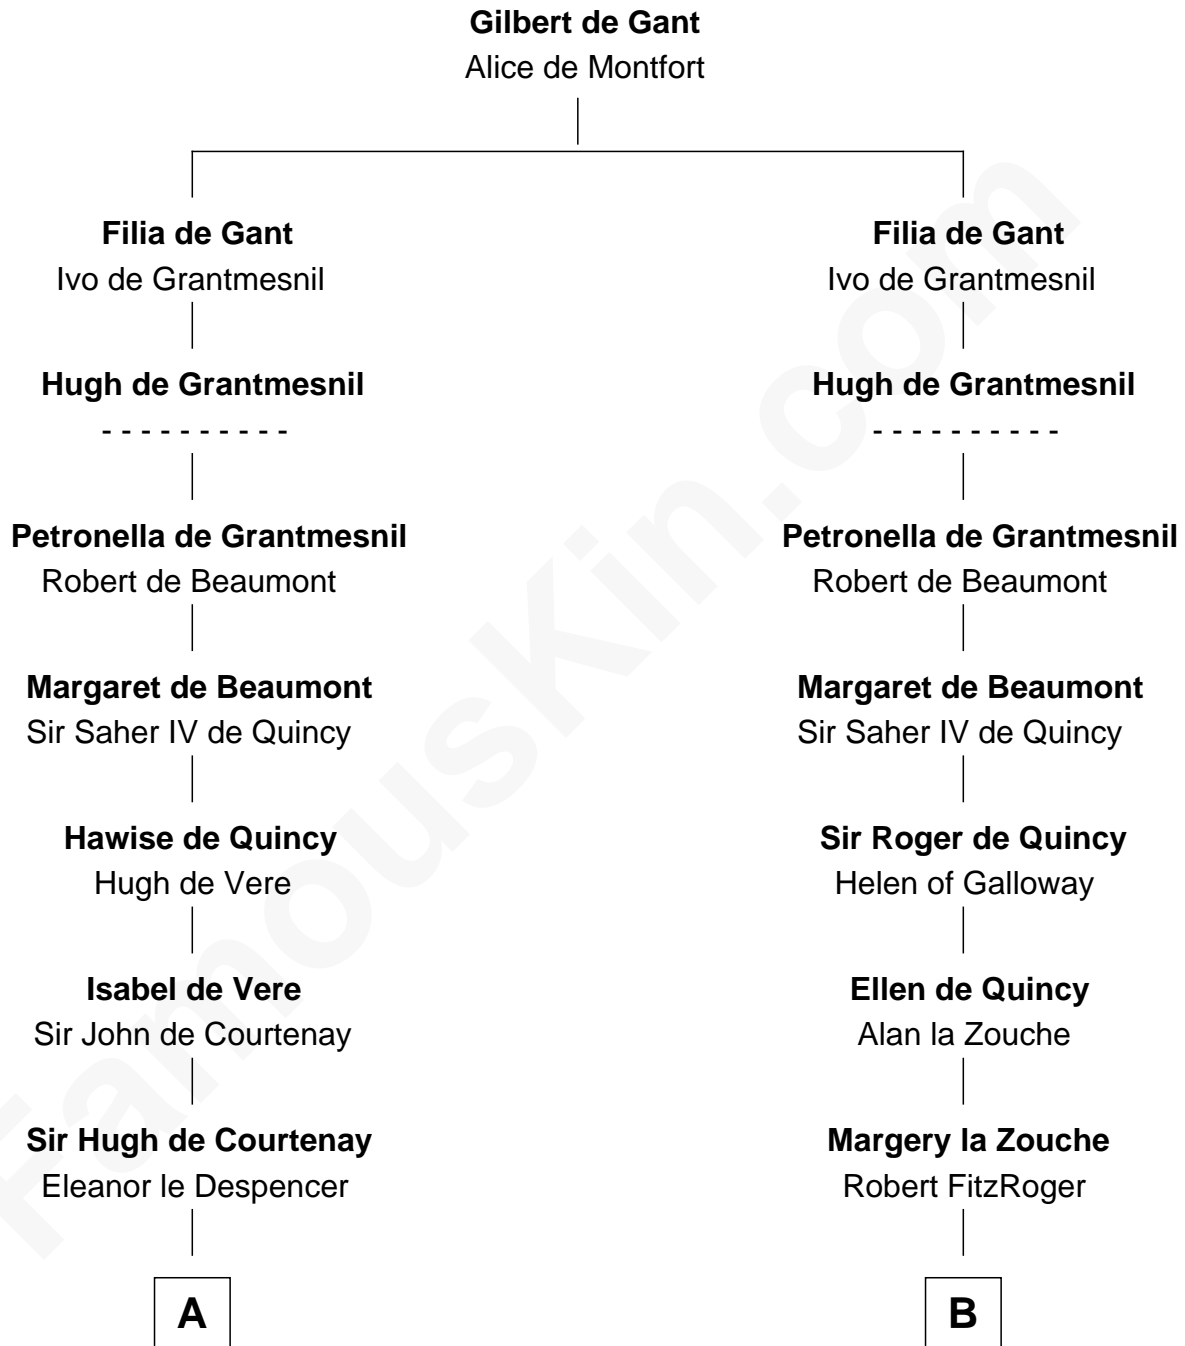 Gilbert de Gant
Alice de Montfort
Filia de Gant
Ivo de Grantmesnil
Hugh de Grantmesnil
- - - - - - - - - -
Petronella de Grantmesnil
Robert de Beaumont
Margaret de Beaumont
Sir Saher IV de Quincy
Hawise de Quincy
Hugh de Vere
Isabel de Vere
Sir John de Courtenay
Sir Hugh de Courtenay
Eleanor le Despencer
A
Filia de Gant
Ivo de Grantmesnil
Hugh de Grantmesnil
- - - - - - - - - -
Petronella de Grantmesnil
Robert de Beaumont
Margaret de Beaumont
Sir Saher IV de Quincy
Sir Roger de Quincy
Helen of Galloway
Ellen de Quincy
Alan la Zouche
Margery la Zouche
Robert FitzRoger
B
FamousKin.com